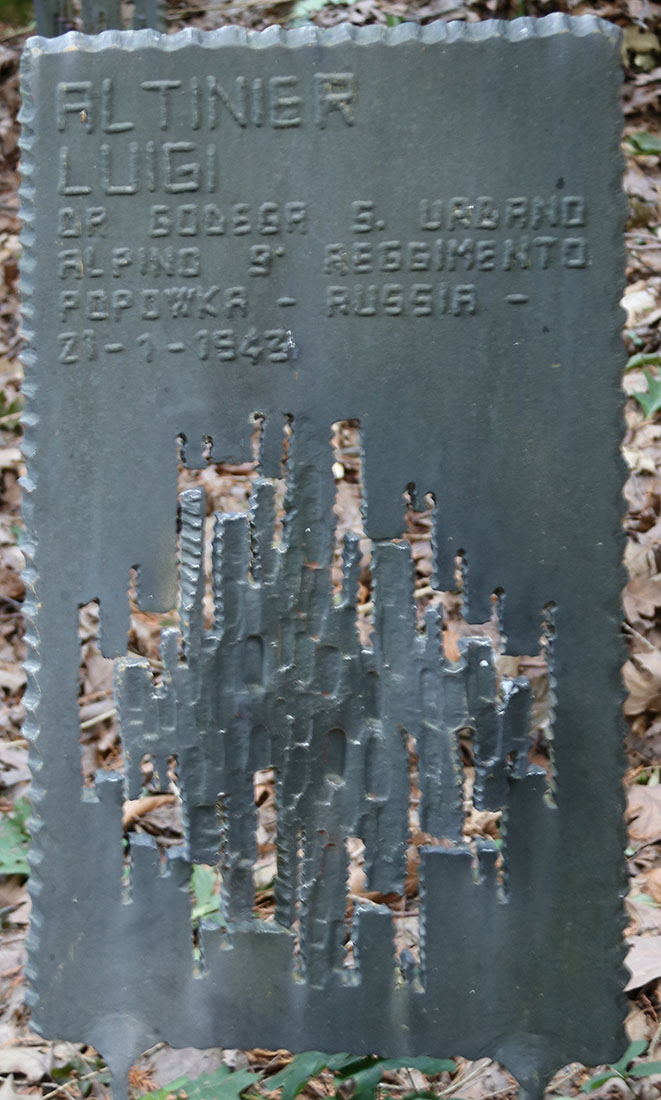 ALTINIER
LUIGI
DA GODEGA S. URBANO
ALPINO 9° REGGIMENTO
POPOWKA - RUSSIA -
21-1-1943